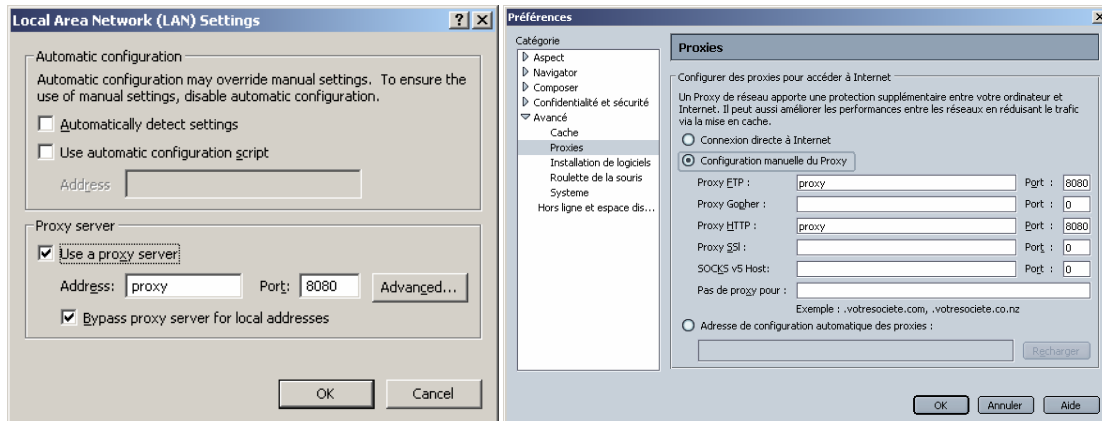 Local Area Network (LAN) Settings
Automatic configuration
Automatic configuration may override manual settings. To ensure the
use of manual settings, disable automatic configuration.
Automatically detect settings
Use automatic configuration script
Address
Proxy server
Use a proxy server
Address: proxy Port: 8080 Advanced...
Bypass proxy server for local addresses
OK Cancel
Préférences
Catégorie
Aspect
Navigator
Composer
Confidentialité et sécurité
Avancé
Cache
Proxies
Installation de logiciels
Roulette de la souris
Systeme
Hors ligne et espace dis...
Proxies
Configurer des proxies pour accéder à Internet
Un Proxy de réseau apporte une protection supplémentaire entre votre ordinateur et
Internet. Il peut aussi améliorer les performances entre les réseaux en réduisant le trafic
via la mise en cache.
Connexion directe à Internet
Configuration manuelle du Proxy
Proxy FTP : proxy Port : 8080
Proxy Gopher : Port : 0
Proxy HTTP : proxy Port : 8080
Proxy SSl : Port : 0
SOCKS v5 Host: Port : 0
Pas de proxy pour :
Exemple : .votresociete.com, .votresociete.co.nz
Adresse de configuration automatique des proxies :
Recharger
OK Annuler Aide